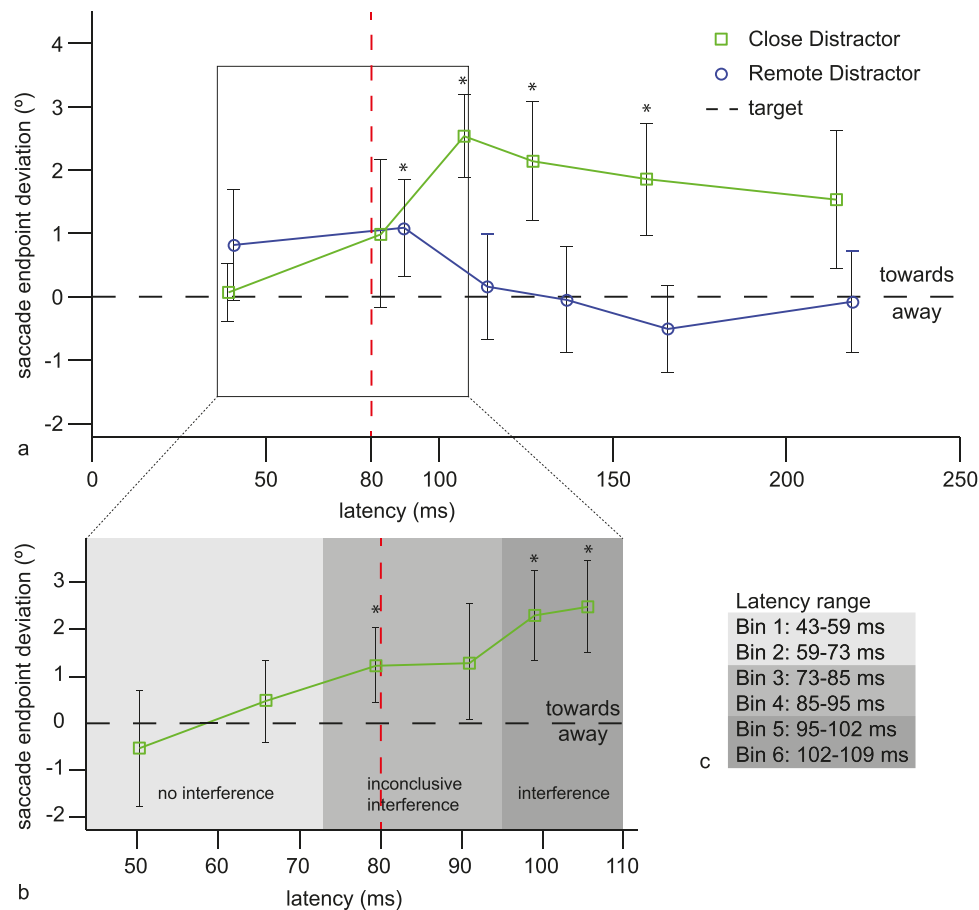 4
3
2
1
0
-1
-2
saccade endpoint deviation (º)
Close Distractor
Remote Distractor
target
*
*
*
*
towards
away
a
0
50
80
100
150
200
250
latency (ms)
3
2
1
0
-1
-2
saccade endpoint deviation (º)
*
*
*
towards
away
no interference
inconclusive
interference
interference
50
60
70
80
90
100
110
b
latency (ms)
Latency range
Bin 1: 43-59 ms
Bin 2: 59-73 ms
Bin 3: 73-85 ms
Bin 4: 85-95 ms
Bin 5: 95-102 ms
Bin 6: 102-109 ms
c